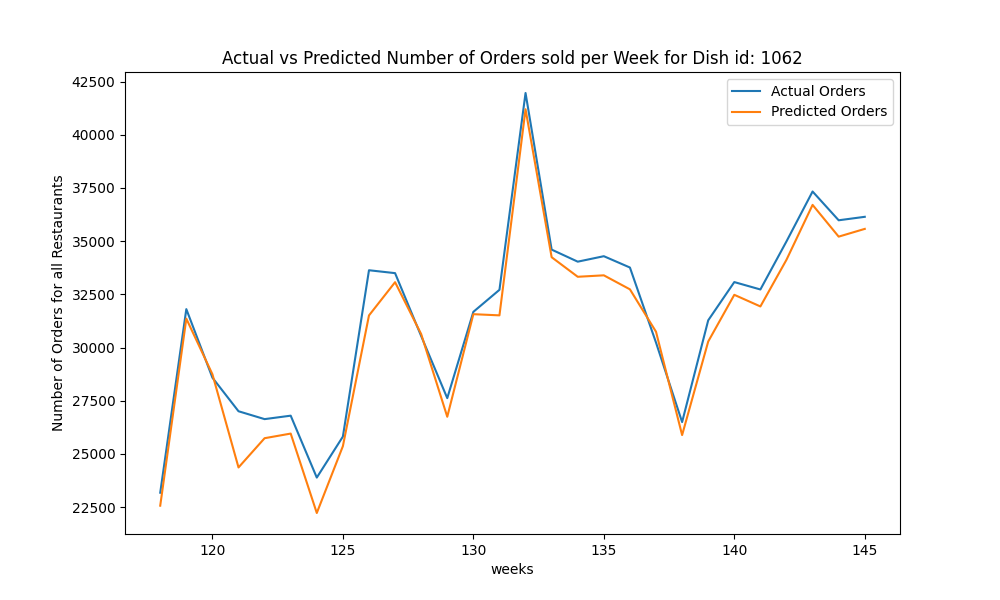 Actual vs Predicted Number of Orders sold per Week for Dish id: 1062
Actual Orders
Predicted Orders
Number of Orders for all Restaurants
42500
40000
37500
35000
32500
30000
27500
25000
22500
120 125 130 135 140 145
weeks